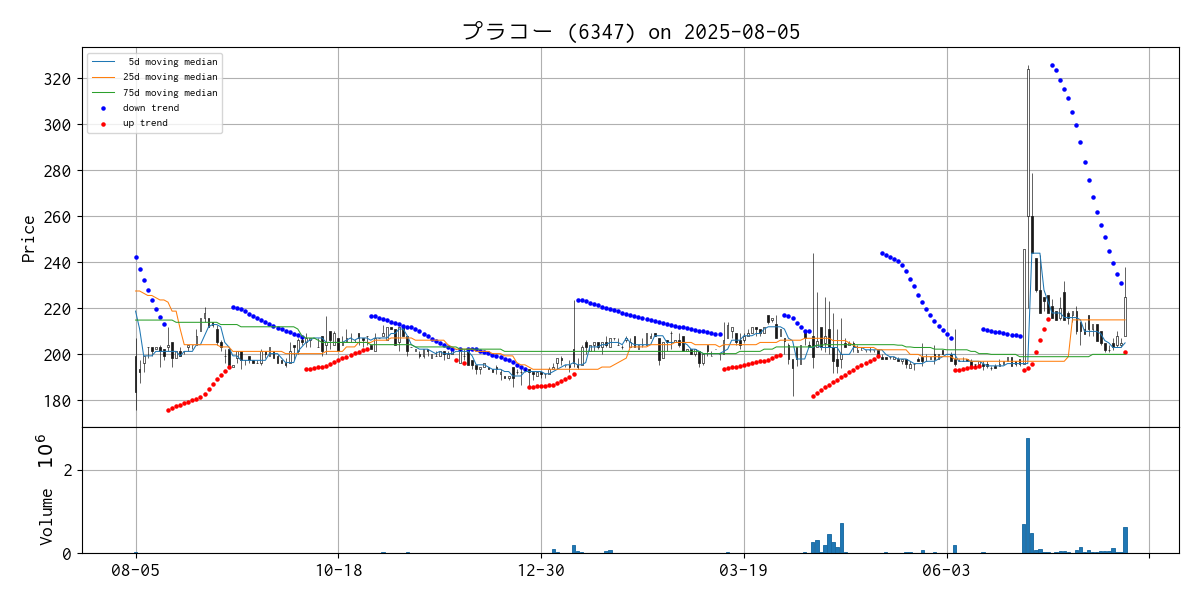 プラコー (6347) on 2025-08-05
5d moving median
25d moving median
75d moving median
down trend
up trend
Price
320
300
280
260
240
220
200
180
Volume 10^6
2
0
08-05 10-18 12-30 03-19 06-03